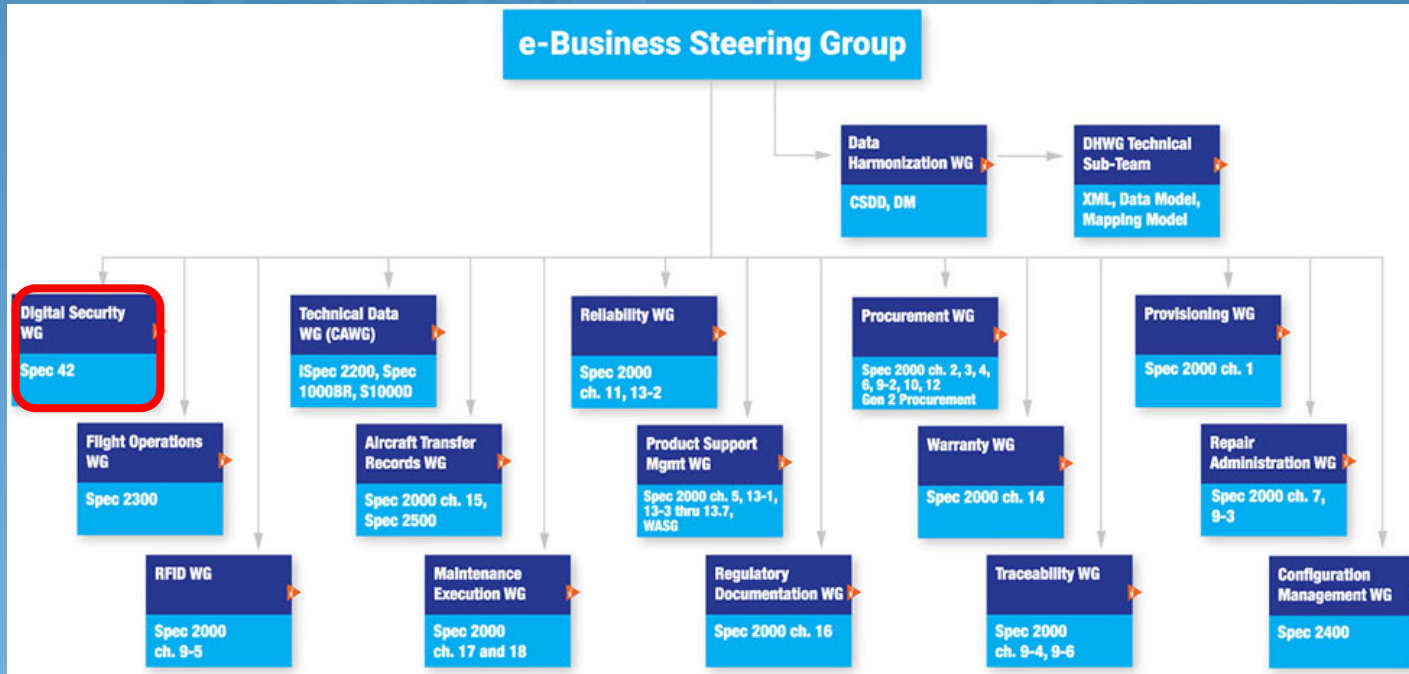 e-Business Steering Group
Data
Harmonization WG
CSDD, DM
DHWG Technical
Sub-Team
XML, Data Model,
Mapping Model
Digital Security
WG
Spec 42
Technical Data
WG (CAWG)
iSpec 2200, Spec
1000BR, S1000D
Reliability WG
Spec 2000
ch. 11, 13-2
Procurement WG
Spec 2000 ch. 2, 3, 4,
6, 9-2, 10, 12
Gen 2 Procurement
Provisioning WG
Spec 2000 ch. 1
Flight Operations
WG
Spec 2300
Aircraft Transfer
Records WG
Spec 2000 ch. 15,
Spec 2500
Product Support
Mgmt WG
Spec 2000 ch. 5, 13-1,
13-3 thru 13.7,
WASG
Warranty WG
Spec 2000 ch. 14
Repair
Administration WG
Spec 2000 ch. 7,
9-3
RFID WG
Spec 2000
ch. 9-5
Maintenance
Execution WG
Spec 2000
ch. 17 and 18
Regulatory
Documentation WG
Spec 2000 ch. 16
Traceability WG
Spec 2000
ch. 9-4, 9-6
Configuration
Management WG
Spec 2400